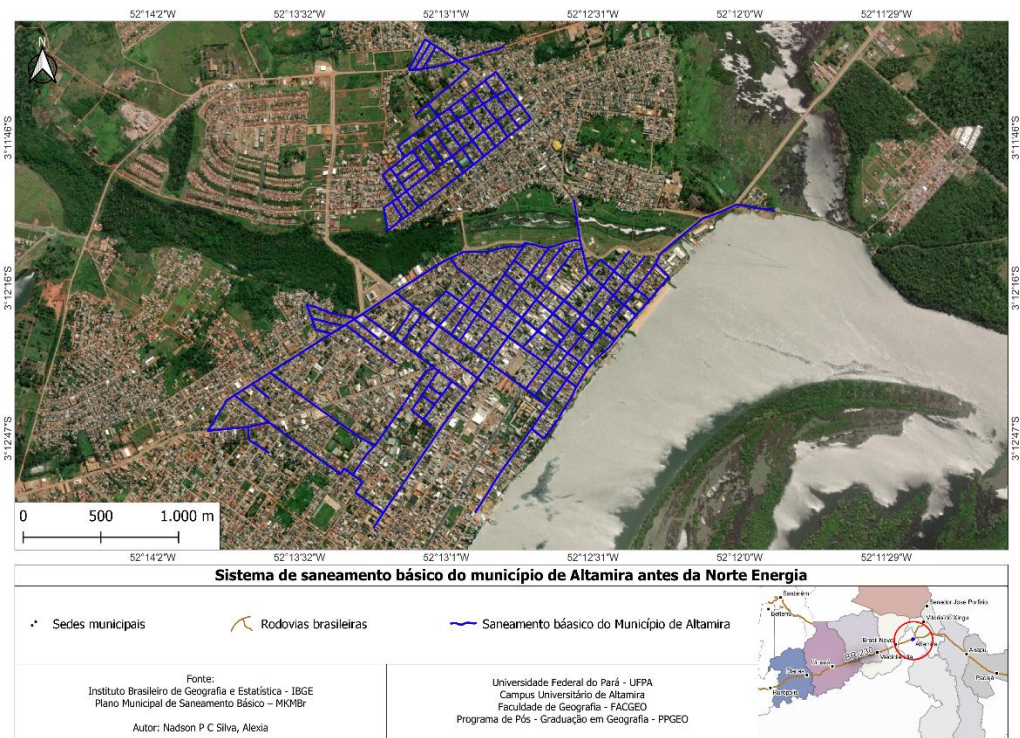 52°14'2"W 52°13'32"W 52°13'1"W 52°12'31"W 52°12'0"W 52°11'29"W
N
3°11'46"S 3°11'46"S
3°12'16"S 3°12'16"S
3°12'47"S 3°12'47"S
0 500 1.000 m
52°14'2"W 52°13'32"W 52°13'1"W 52°12'31"W 52°12'0"W 52°11'29"W
Sistema de saneamento básico do município de Altamira antes da Norte Energia
Sedes municipais
Rodovias brasileiras
Saneamento báasico do Município de Altamira
Fonte:
Instituto Brasileiro de Geografia e Estatística - IBGE
Plano Municipal de Saneamento Básico – MKMBr
Autor: Nadson P C Silva, Alexia
Universidade Federal do Pará - UFPA
Campus Universitário de Altamira
Faculdade de Geografia - FACGEO
Programa de Pós - Graduação em Geografia - PPGEO
Santarém
Senador José Porfírio
Vitória do Xingu
Brasil Novo
Altamira
BR 230
Medicilândia
Anapu
Uruará
Placas
Pacajá
Rurópolis